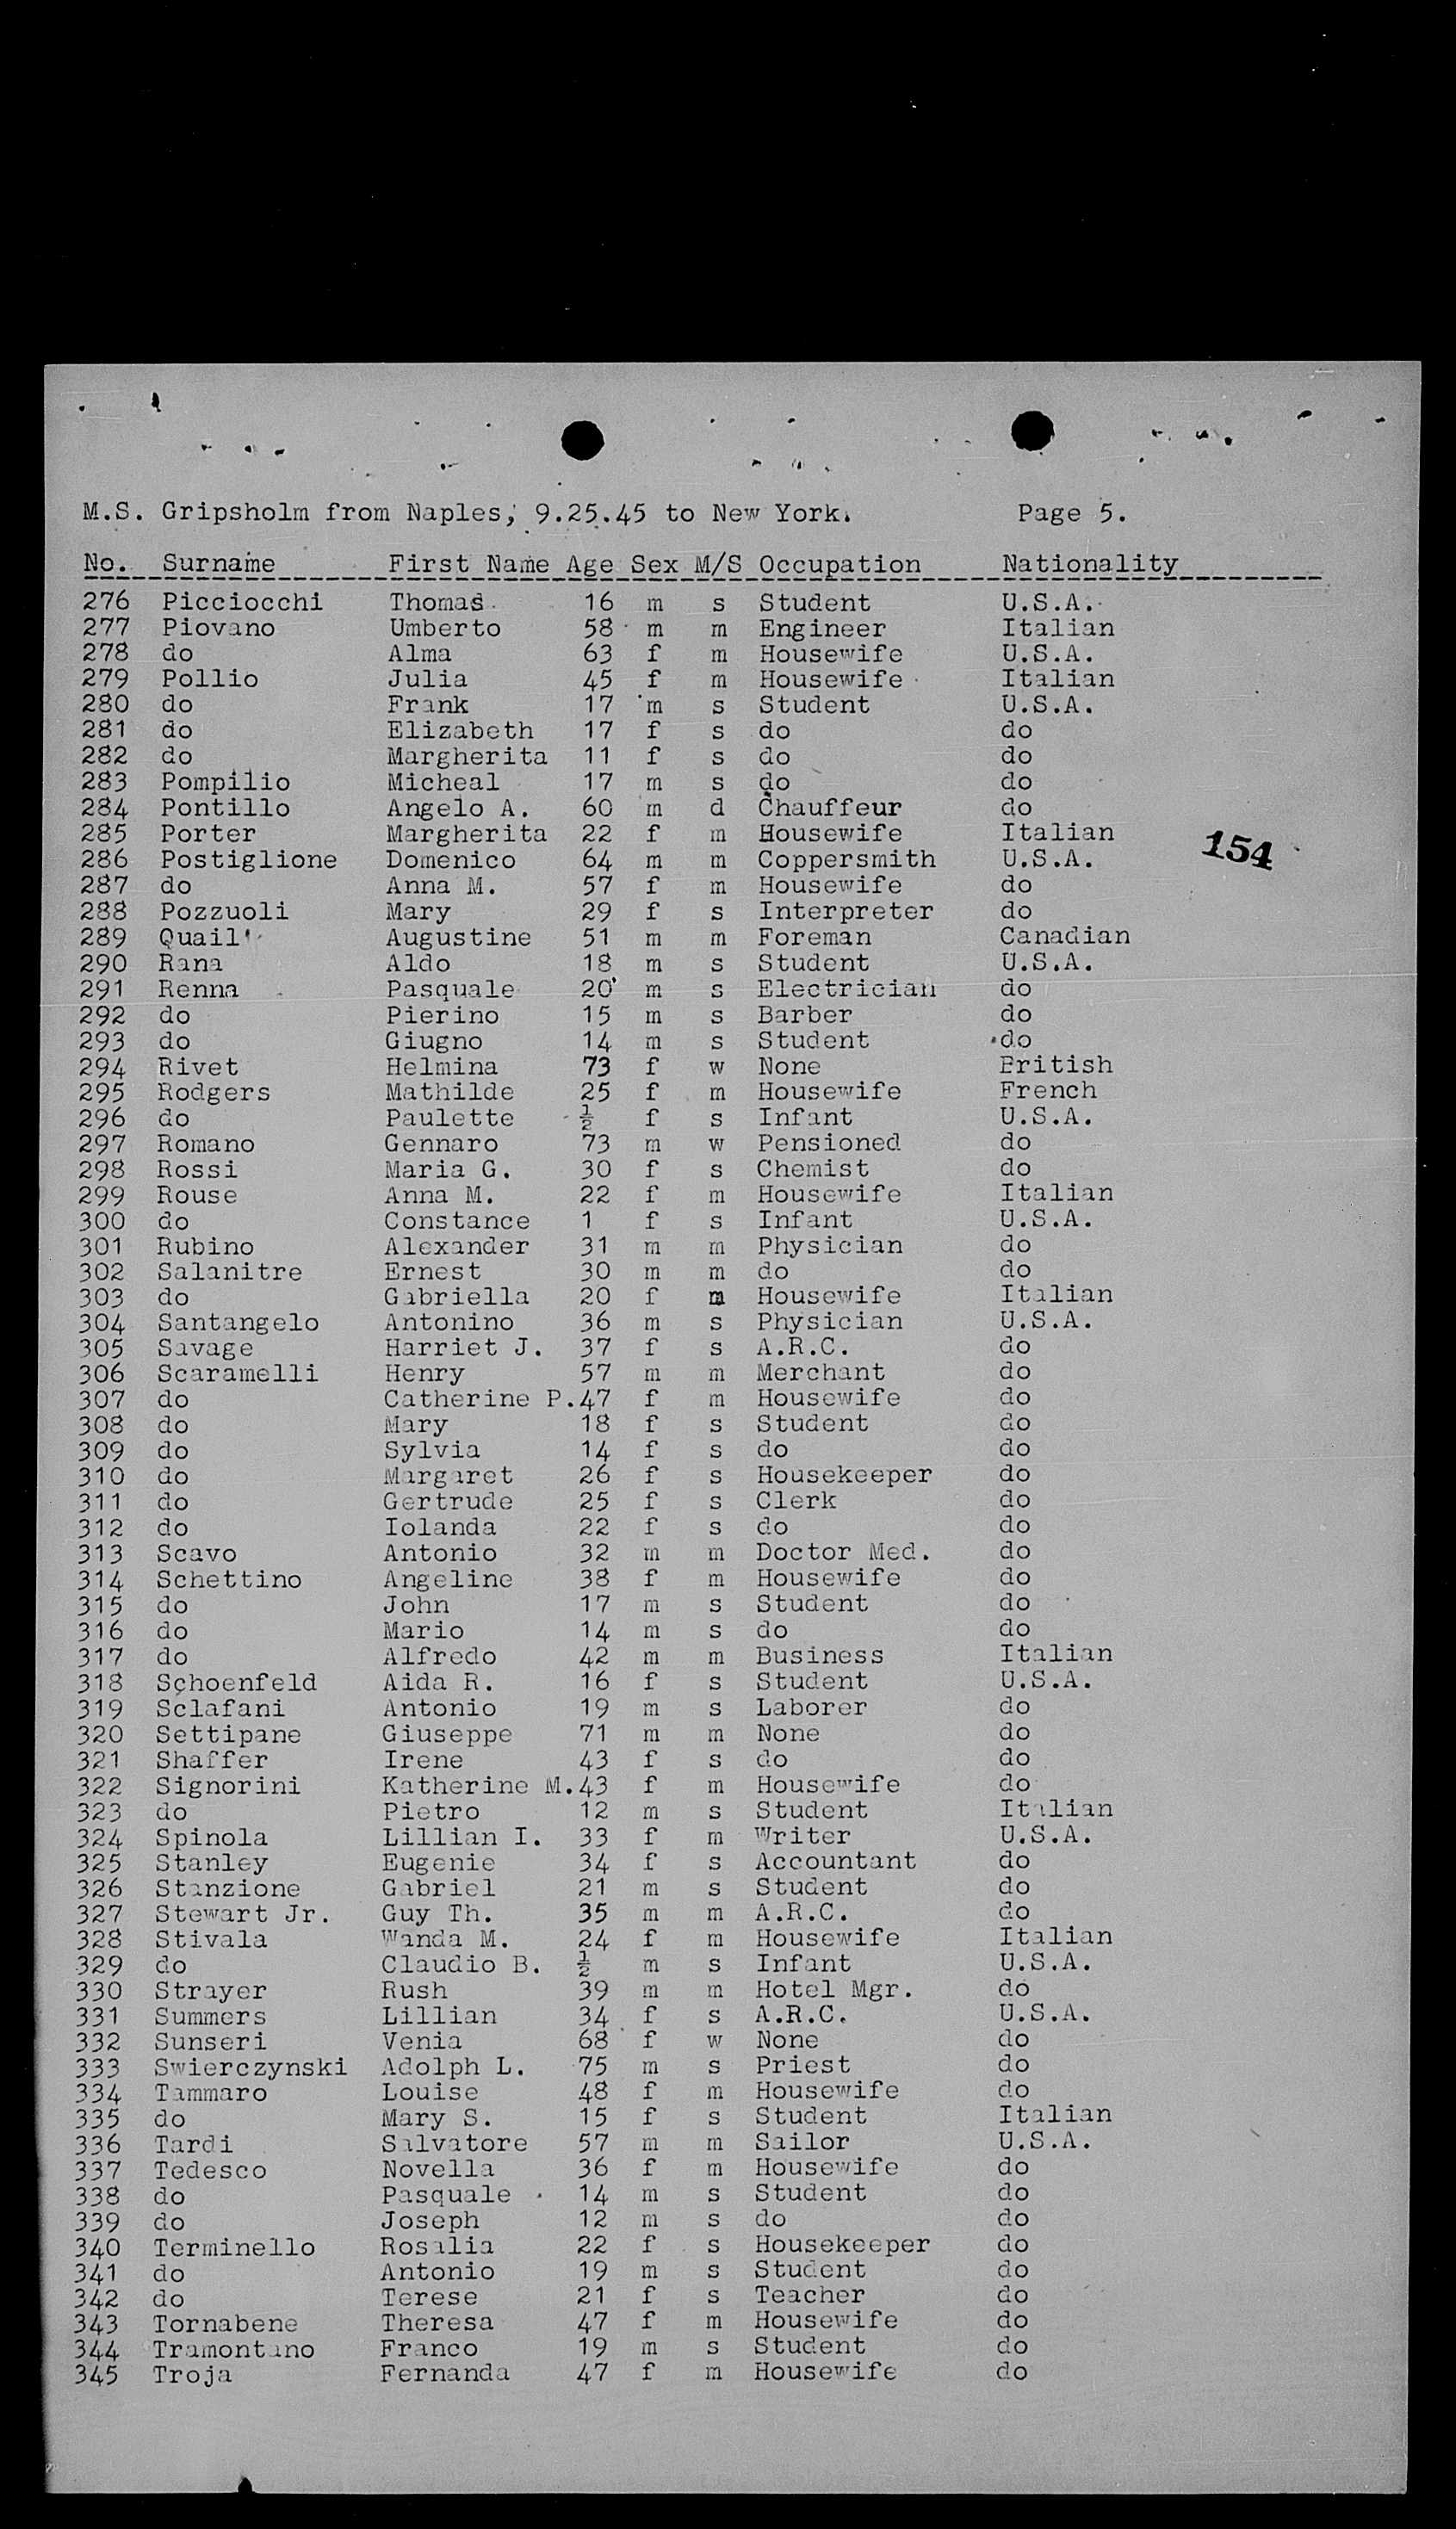 M.S. Gripsholm from Naples, 9.25.45 to New York. Page 5.
No. Surname First Name Age Sex M/S Occupation Nationality
276 Picciocchi Thomas 16 m s Student U.S.A.
277 Piovano Umberto 58 m m Engineer Italian
278 do Alma 63 f m Housewife U.S.A.
279 Pollio Julia 45 f m Housewife Italian
280 do Frank 17 m s Student U.S.A.
281 do Elizabeth 17 f s do do
282 do Margherita 11 f s do do
283 Pompilio Micheal 17 m s do do
284 Pontillo Angelo A. 60 m d Chauffeur do
285 Porter Margherita 22 f m Housewife Italian
286 Postiglione Domenico 64 m m Coppersmith U.S.A. 154
287 do Anna M. 57 f m Housewife do
288 Pozzuoli Mary 29 f s Interpreter do
289 Quail' Augustine 51 m m Foreman Canadian
290 Rana Aldo 18 m s Student U.S.A.
291 Renna Pasquale 20 m s Electrician do
292 do Pierino 15 m s Barber do
293 do Giugno 14 m s Student do
294 Rivet Helmina 73 f w None British
295 Rodgers Mathilde 25 f m Housewife French
296 do Paulette ½ f s Infant U.S.A.
297 Romano Gennaro 73 m w Pensioned do
298 Rossi Maria G. 30 f s Chemist do
299 Rouse Anna M. 22 f m Housewife Italian
300 do Constance 1 f s Infant U.S.A.
301 Rubino Alexander 31 m m Physician do
302 Salanitre Ernest 30 m m do do
303 do Gabriella 20 f m Housewife Italian
304 Santangelo Antonino 36 m s Physician U.S.A.
305 Savage Harriet J. 37 f s A.R.C. do
306 Scaramelli Henry 57 m m Merchant do
307 do Catherine P. 47 f m Housewife do
308 do Mary 18 f s Student do
309 do Sylvia 14 f s do do
310 do Margaret 26 f s Housekeeper do
311 do Gertrude 25 f s Clerk do
312 do Iolanda 22 f s do do
313 Scavo Antonio 32 m m Doctor Med. do
314 Schettino Angeline 38 f m Housewife do
315 do John 17 m s Student do
316 do Mario 14 m s do do
317 do Alfredo 42 m m Business Italian
318 Schoenfeld Aida R. 16 f s Student U.S.A.
319 Sclafani Antonio 19 m s Laborer do
320 Settipane Giuseppe 71 m m None do
321 Shaffer Irene 43 f s do do
322 Signorini Katherine M. 43 f m Housewife do
323 do Pietro 12 m s Student Italian
324 Spinola Lillian I. 33 f m Writer U.S.A.
325 Stanley Eugenie 34 f s Accountant do
326 Stanzione Gabriel 21 m s Student do
327 Stewart Jr. Guy Th. 35 m m A.R.C. do
328 Stivala Wanda M. 24 f m Housewife Italian
329 do Claudio B. ½ m s Infant U.S.A.
330 Strayer Rush 39 m m Hotel Mgr. do
331 Summers Lillian 34 f s A.R.C. U.S.A.
332 Sunseri Venia 68 f w None do
333 Swierczynski Adolph L. 75 m s Priest do
334 Tammaro Louise 48 f m Housewife do
335 do Mary S. 15 f s Student Italian
336 Tardi Salvatore 57 m m Sailor U.S.A.
337 Tedesco Novella 36 f m Housewife do
338 do Pasquale 14 m s Student do
339 do Joseph 12 m s do do
340 Terminello Rosalia 22 f s Housekeeper do
341 do Antonio 19 m s Student do
342 do Terese 21 f s Teacher do
343 Tornabene Theresa 47 f m Housewife do
344 Tramontano Franco 19 m s Student do
345 Troja Fernanda 47 f m Housewife do